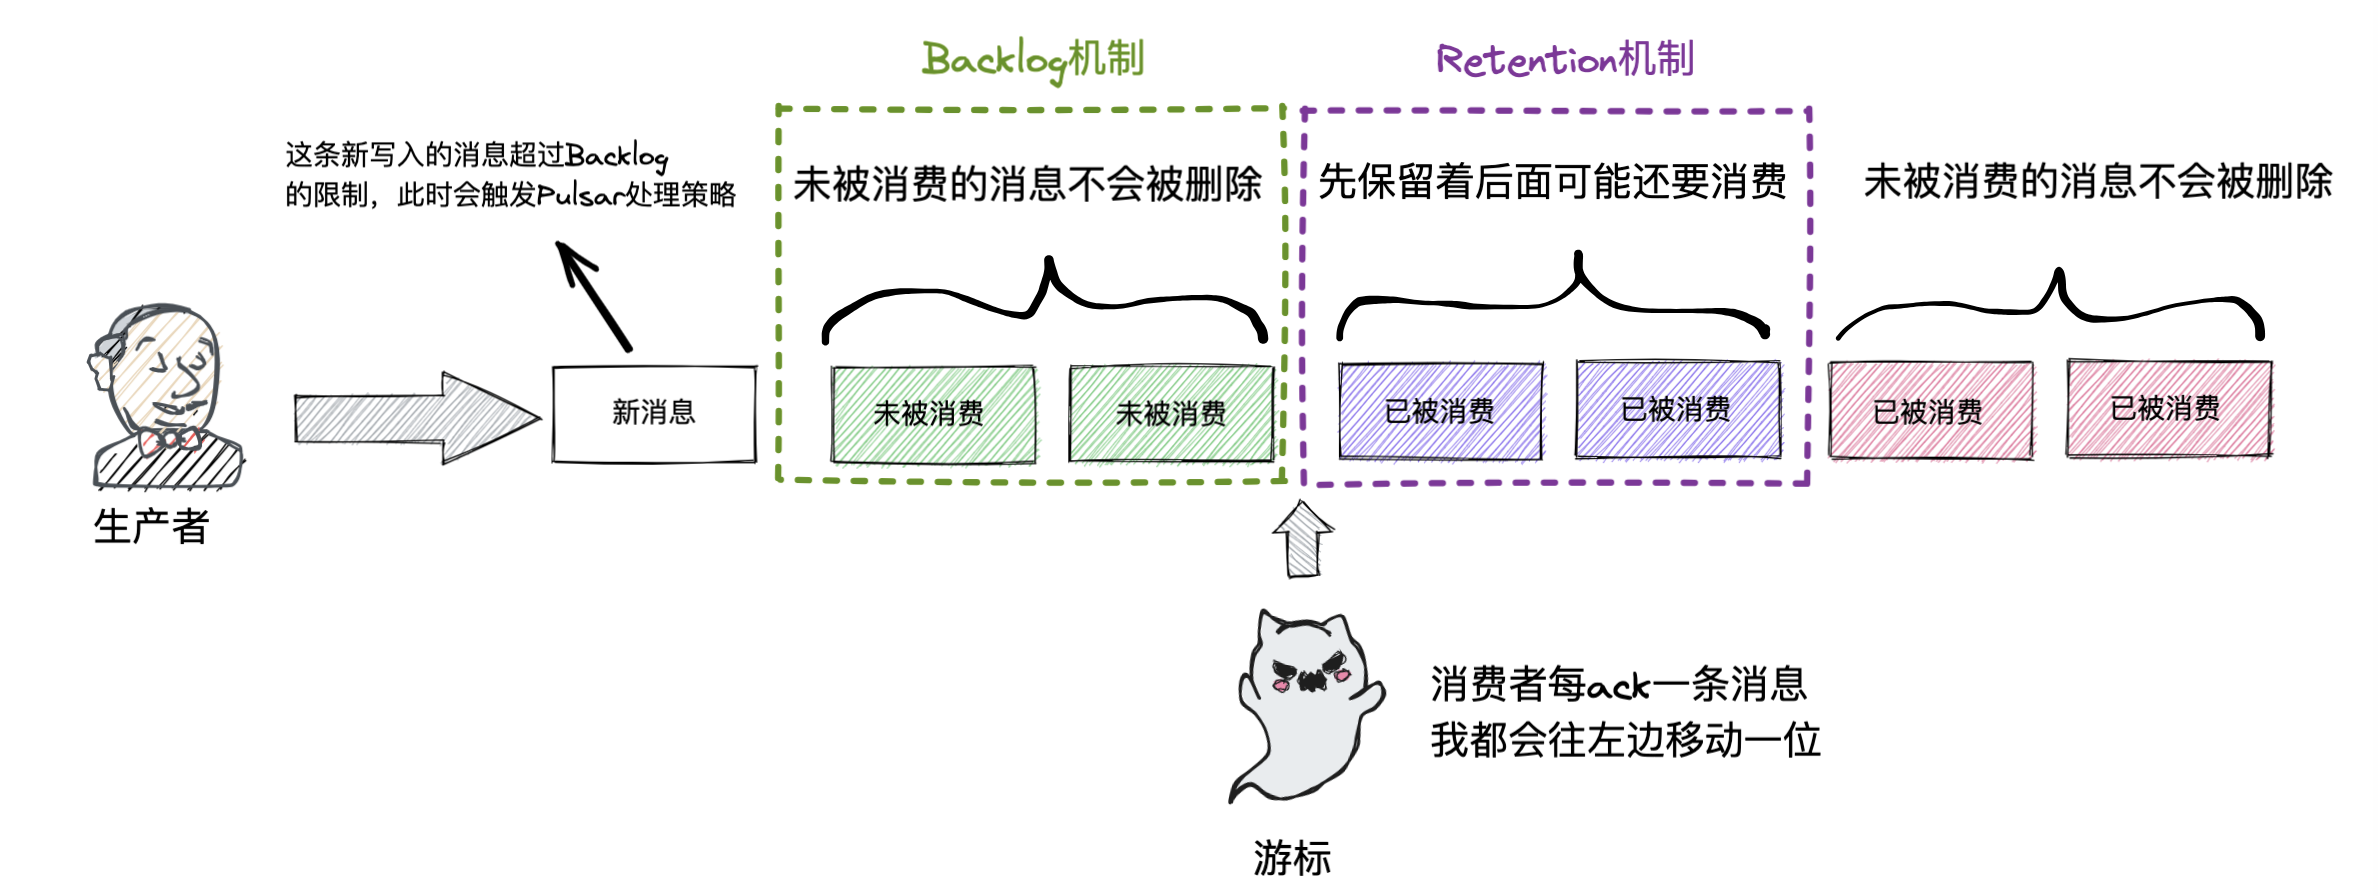 Backlog机制
Retention机制
这条新写入的消息超过Backlog
的限制，此时会触发Pulsar处理策略
未被消费的消息不会被删除
先保留着后面可能还要消费
未被消费的消息不会被删除
新消息
未被消费
未被消费
已被消费
已被消费
已被消费
已被消费
生产者
消费者每ack一条消息
我都会往左边移动一位
游标